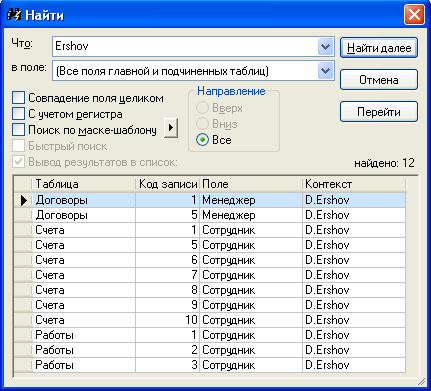 Найти
Что: Ershov Найти далее
в поле: (Все поля главной и подчиненных таблиц)
Отмена
Совпадение поля целиком Направление
С учетом регистра Вверх Перейти
Поиск по маске-шаблону Вниз
Быстрый поиск Все
Вывод результатов в список: найдено: 12
Таблица Код записи Поле Контекст
Договоры 1 Менеджер D.Ershov
Договоры 5 Менеджер D.Ershov
Счета 1 Сотрудник D.Ershov
Счета 5 Сотрудник D.Ershov
Счета 6 Сотрудник D.Ershov
Счета 7 Сотрудник D.Ershov
Счета 8 Сотрудник D.Ershov
Счета 9 Сотрудник D.Ershov
Счета 10 Сотрудник D.Ershov
Работы 1 Сотрудник D.Ershov
Работы 2 Сотрудник D.Ershov
Работы 3 Сотрудник D.Ershov